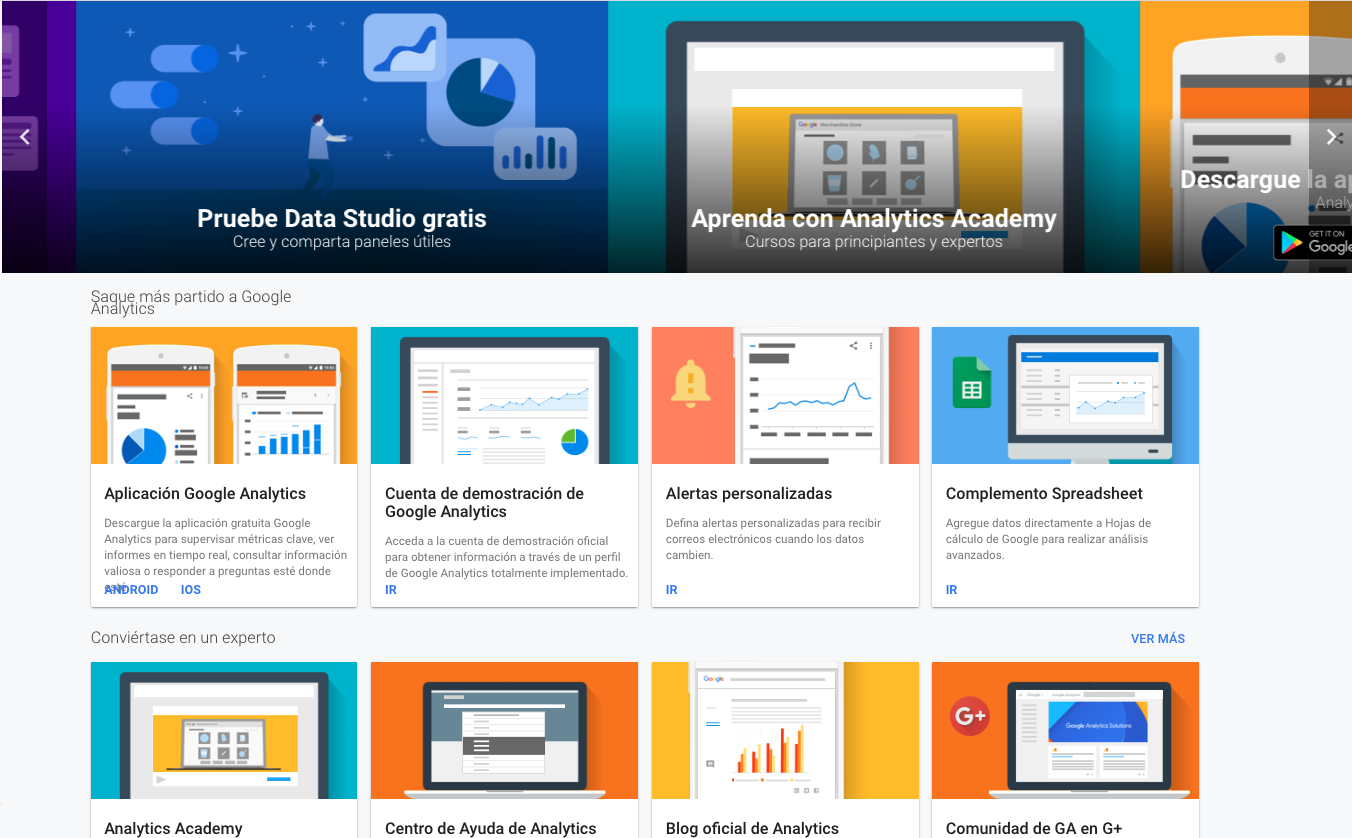 Pruebe Data Studio gratis
Cree y comparta paneles útiles
Google Merchandise Store
Aprenda con Analytics Academy
Cursos para principiantes y expertos
Descargue la ap
Analy
GET IT ON
Google
Saque más partido a Google
Analytics
Aplicación Google Analytics
Descargue la aplicación gratuita Google
Analytics para supervisar métricas clave, ver
informes en tiempo real, consultar información
valiosa o responder a preguntas esté donde
esté.
ANDROID IOS
Cuenta de demostración de
Google Analytics
Acceda a la cuenta de demostración oficial
para obtener información a través de un perfil
de Google Analytics totalmente implementado.
IR
Alertas personalizadas
Defina alertas personalizadas para recibir
correos electrónicos cuando los datos
cambien.
IR
Complemento Spreadsheet
Agregue datos directamente a Hojas de
cálculo de Google para realizar análisis
avanzados.
IR
Conviértase en un experto
VER MÁS
Analytics Academy
Centro de Ayuda de Analytics
Google
Blog oficial de Analytics
G+
Google Analytics Solutions
Comunidad de GA en G+